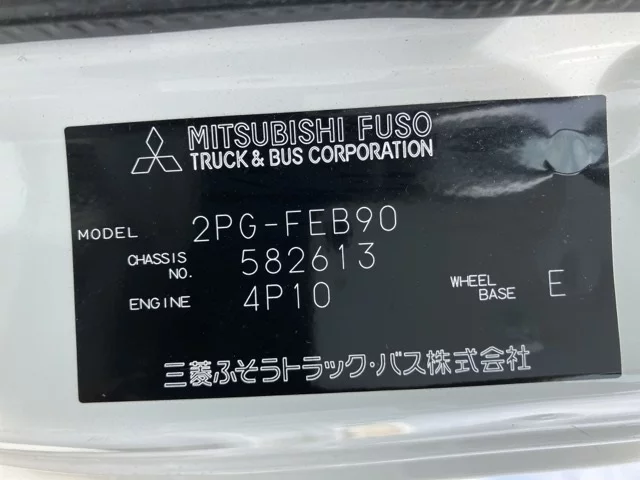 MITSUBISHI FUSO
TRUCK & BUS CORPORATION
MODEL 2PG-FEB90
CHASSIS NO. 582613
ENGINE 4P10 WHEEL BASE E
三菱ふそうトラック・バス株式会社